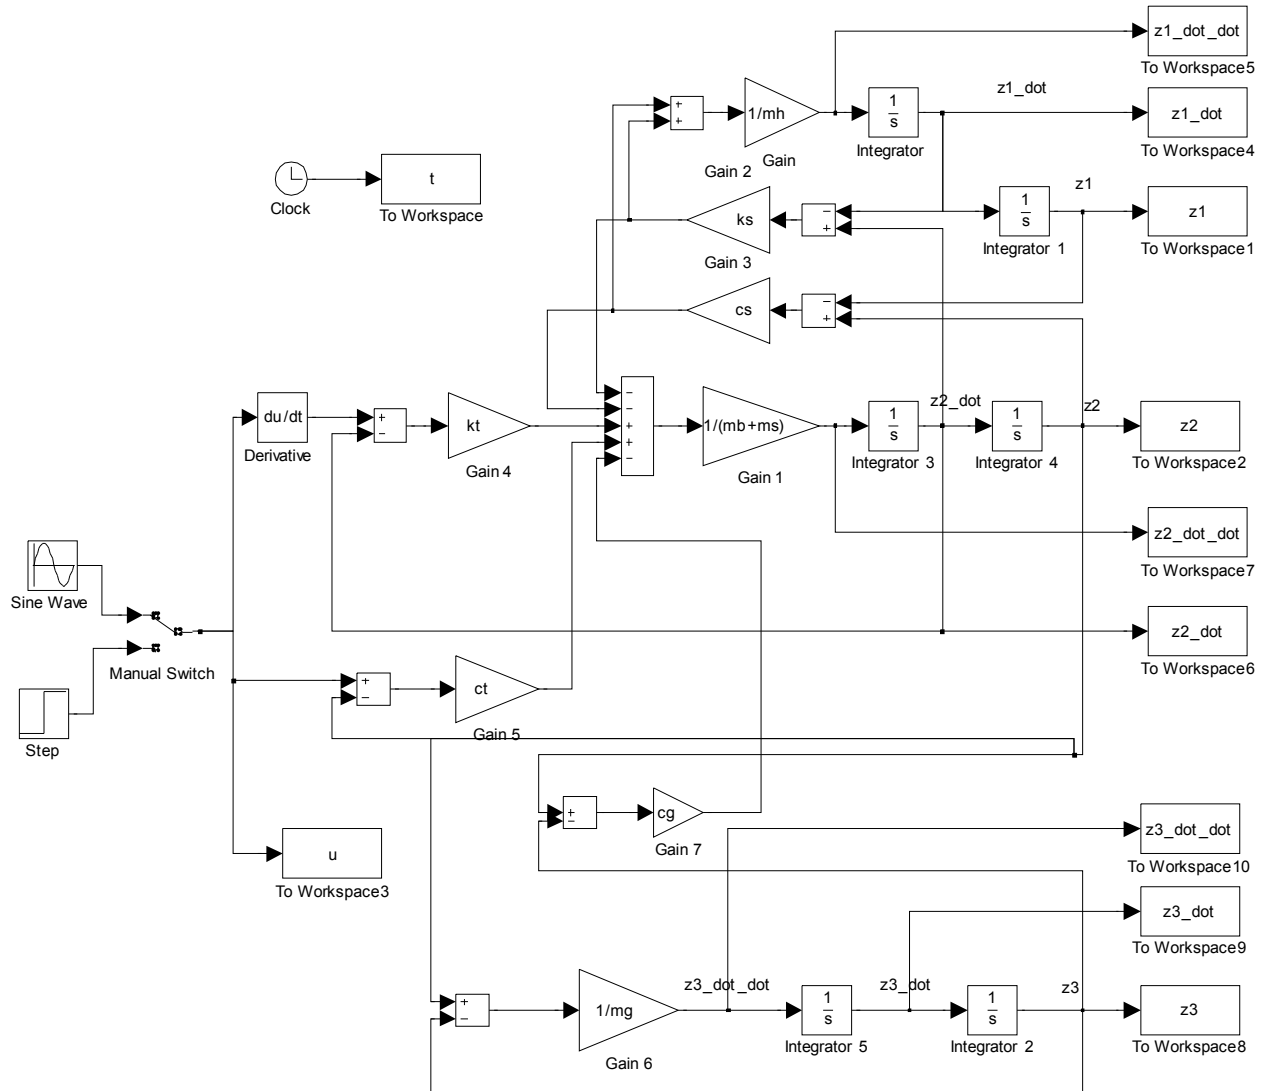 z1_dot_dot
To Workspace5
z1_dot
z1_dot
To Workspace4
+
+
1/mh
Gain
1
s
Integrator
Clock
t
To Workspace
Gain 2
ks
−
+
z1
1
s
Integrator 1
z1
To Workspace1
Gain 3
cs
−
+
du/dt
Derivative
+
−
kt
Gain 4
−
−
+
+
−
1/(mb+ms)
Gain 1
1
s
Integrator 3
z2_dot
1
s
Integrator 4
z2
z2
To Workspace2
z2_dot_dot
To Workspace7
Sine Wave
Manual Switch
Step
z2_dot
To Workspace6
+
−
ct
Gain 5
+
−
cg
Gain 7
u
To Workspace3
z3_dot_dot
To Workspace10
z3_dot
To Workspace9
+
−
1/mg
Gain 6
z3_dot_dot
1
s
Integrator 5
z3_dot
1
s
Integrator 2
z3
z3
To Workspace8